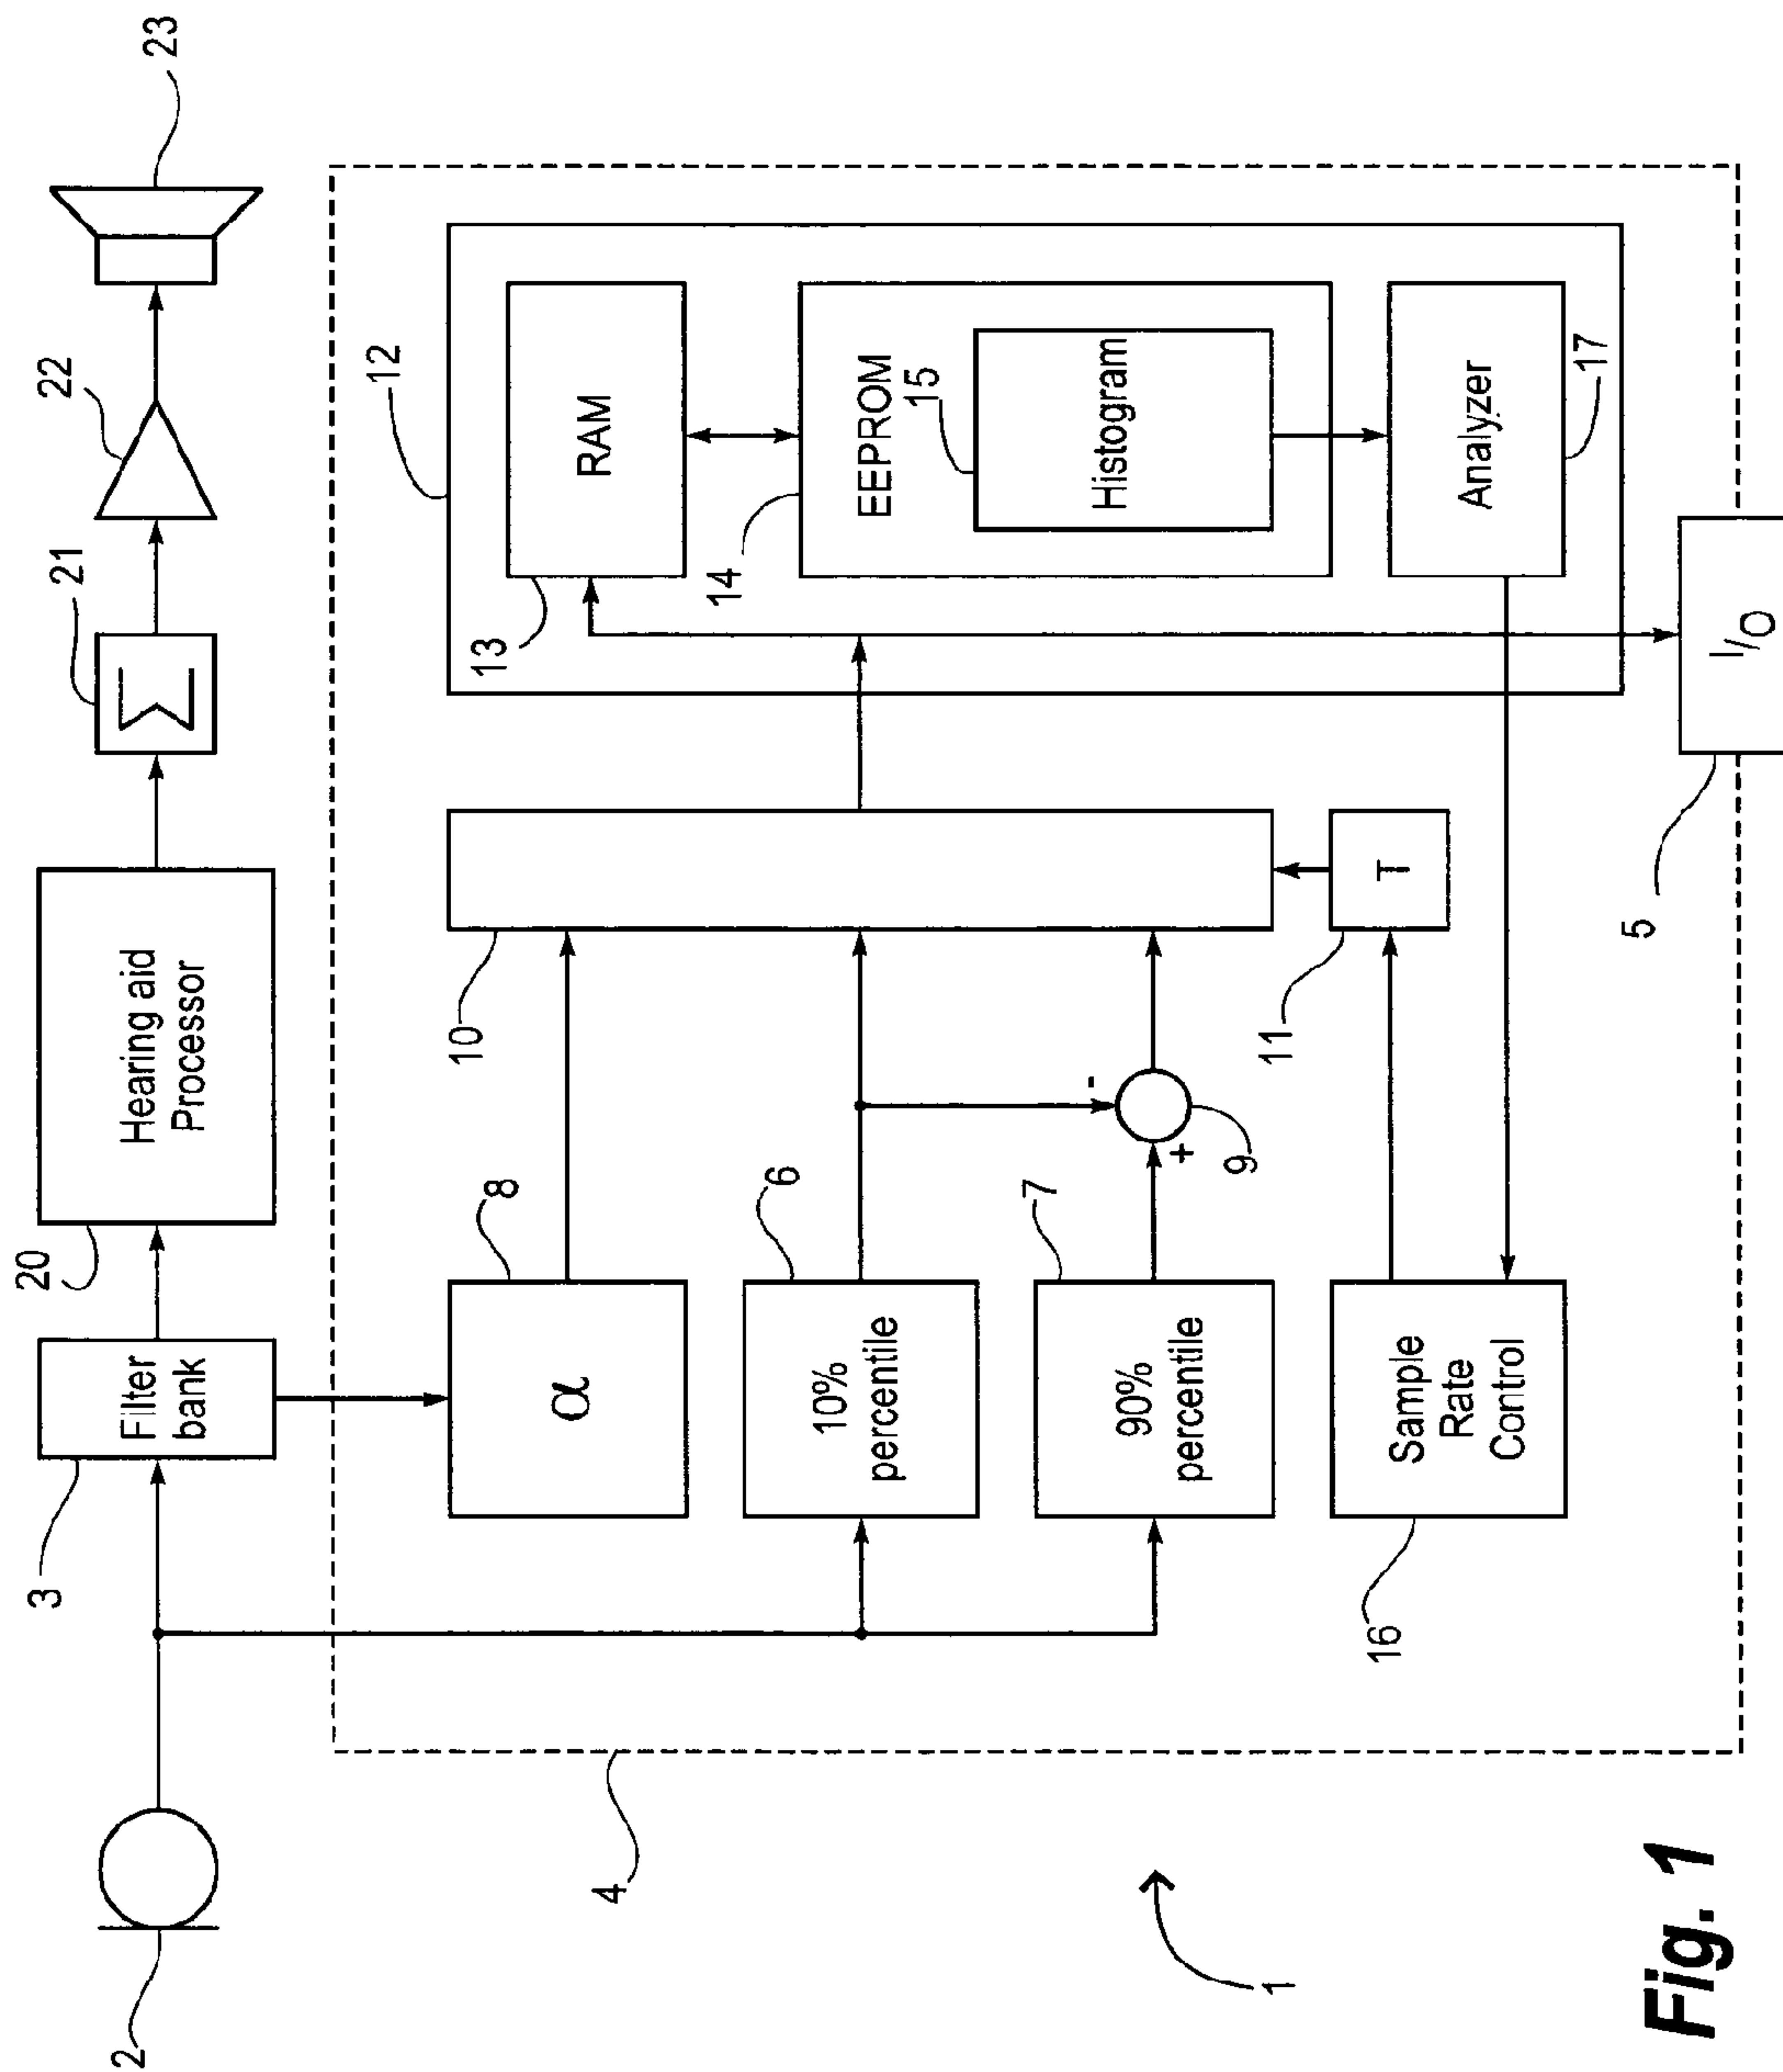 2
3
Filter
bank
20
Hearing aid
Processor
21
Σ
22
23
4
8
α
6
10%
percentile
7
90%
percentile
16
Sample
Rate
Control
-
+
9
10
11
T
12
13
RAM
14
EEPROM
15
Histogram
Analyzer
17
5
I/O
1
Fig. 1